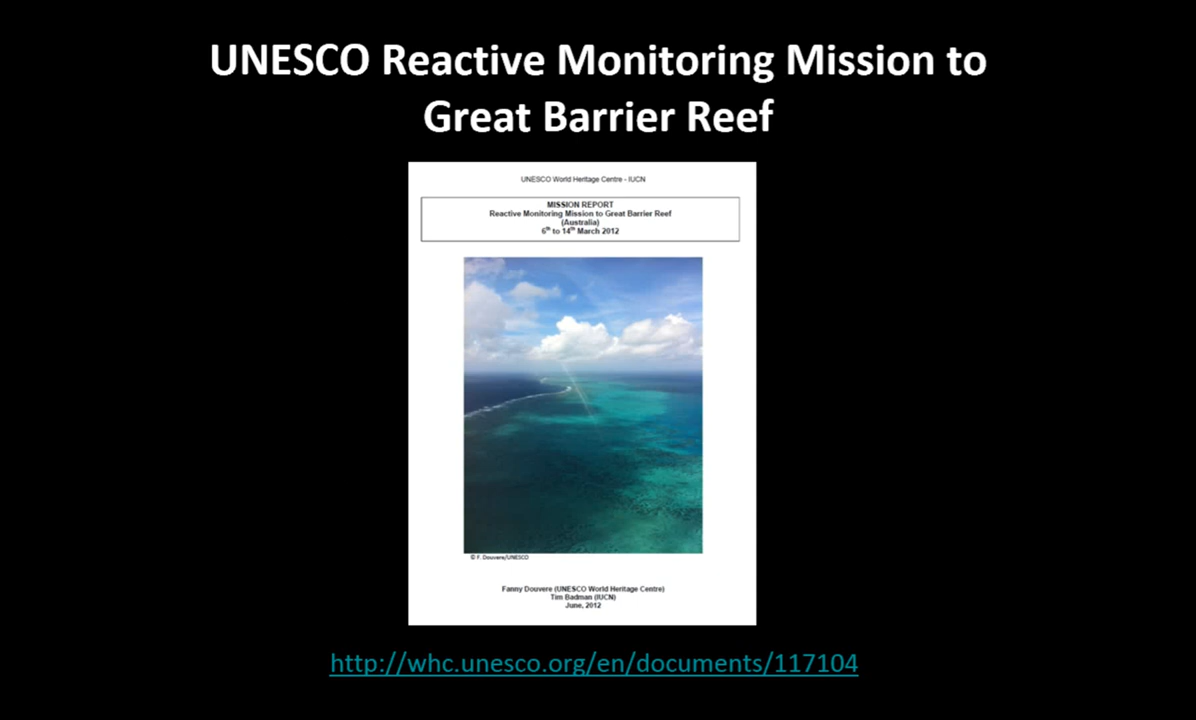 UNESCO Reactive Monitoring Mission to
Great Barrier Reef
UNESCO World Heritage Centre - IUCN
MISSION REPORT
Reactive Monitoring Mission to Great Barrier Reef
(Australia)
6th to 14th March 2012
© F. Douvere/UNESCO
Fanny Douvere (UNESCO World Heritage Centre)
Tim Badman (IUCN)
June, 2012
http://whc.unesco.org/en/documents/117104